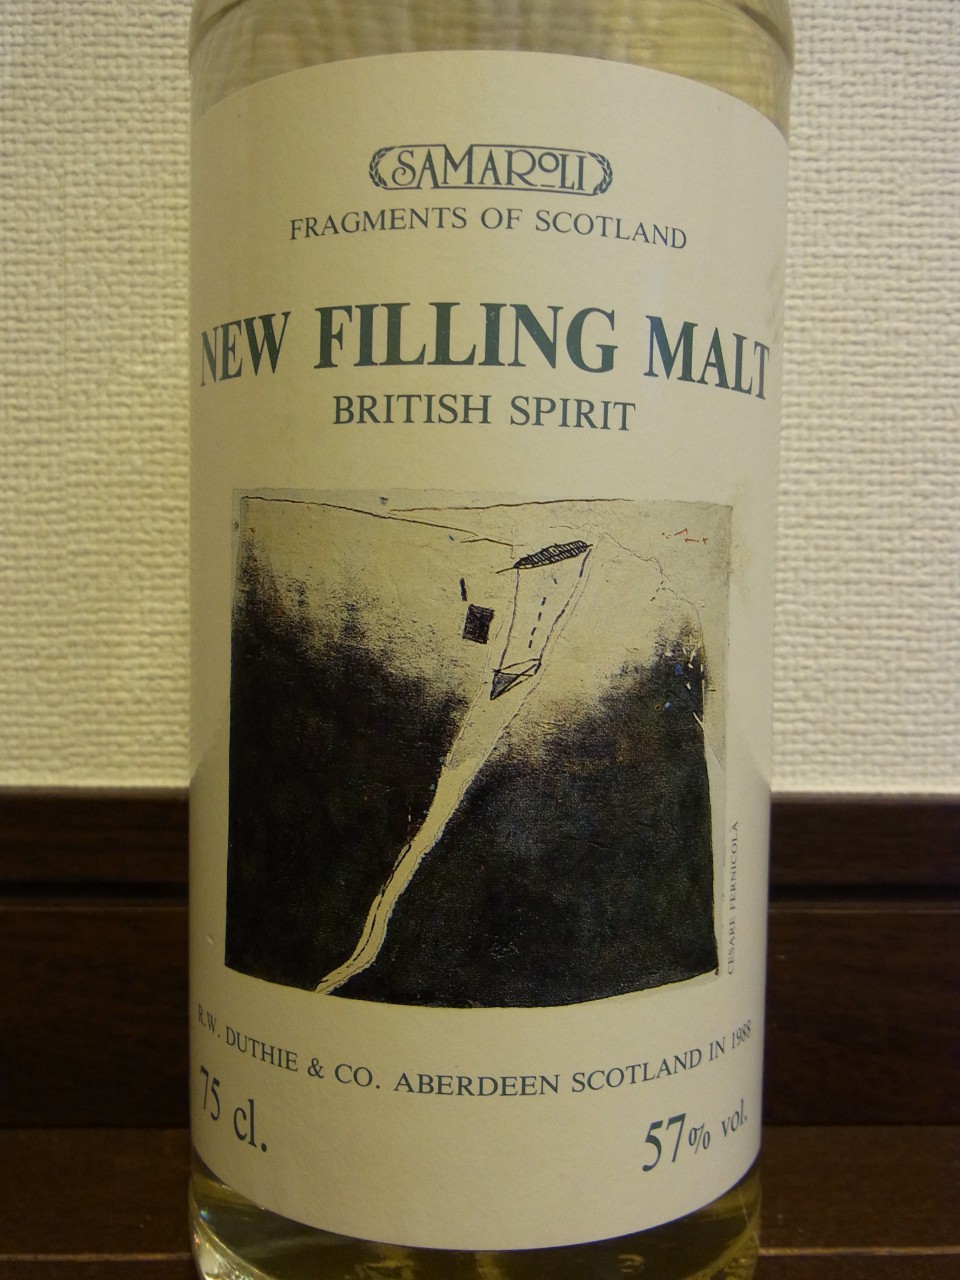 SAMAROLI
FRAGMENTS OF SCOTLAND
NEW FILLING MALT
BRITISH SPIRIT
CESARE FERNICOLA
R.W. DUTHIE & CO. ABERDEEN SCOTLAND IN 1988
75 cl.
57% vol.